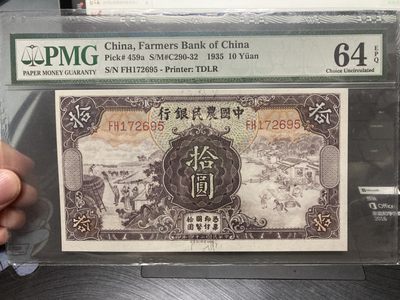 PMG
PAPER MONEY GUARANTY
China, Farmers Bank of China
Pick# 459a S/M#C290-32 1935 10 Yüan
S/N FH172695 - Printer: TDLR
64 EPQ
Choice Uncirculated
行銀民農國中
FH172695
FH172695
拾
拾
拾圓
拾
拾
Office